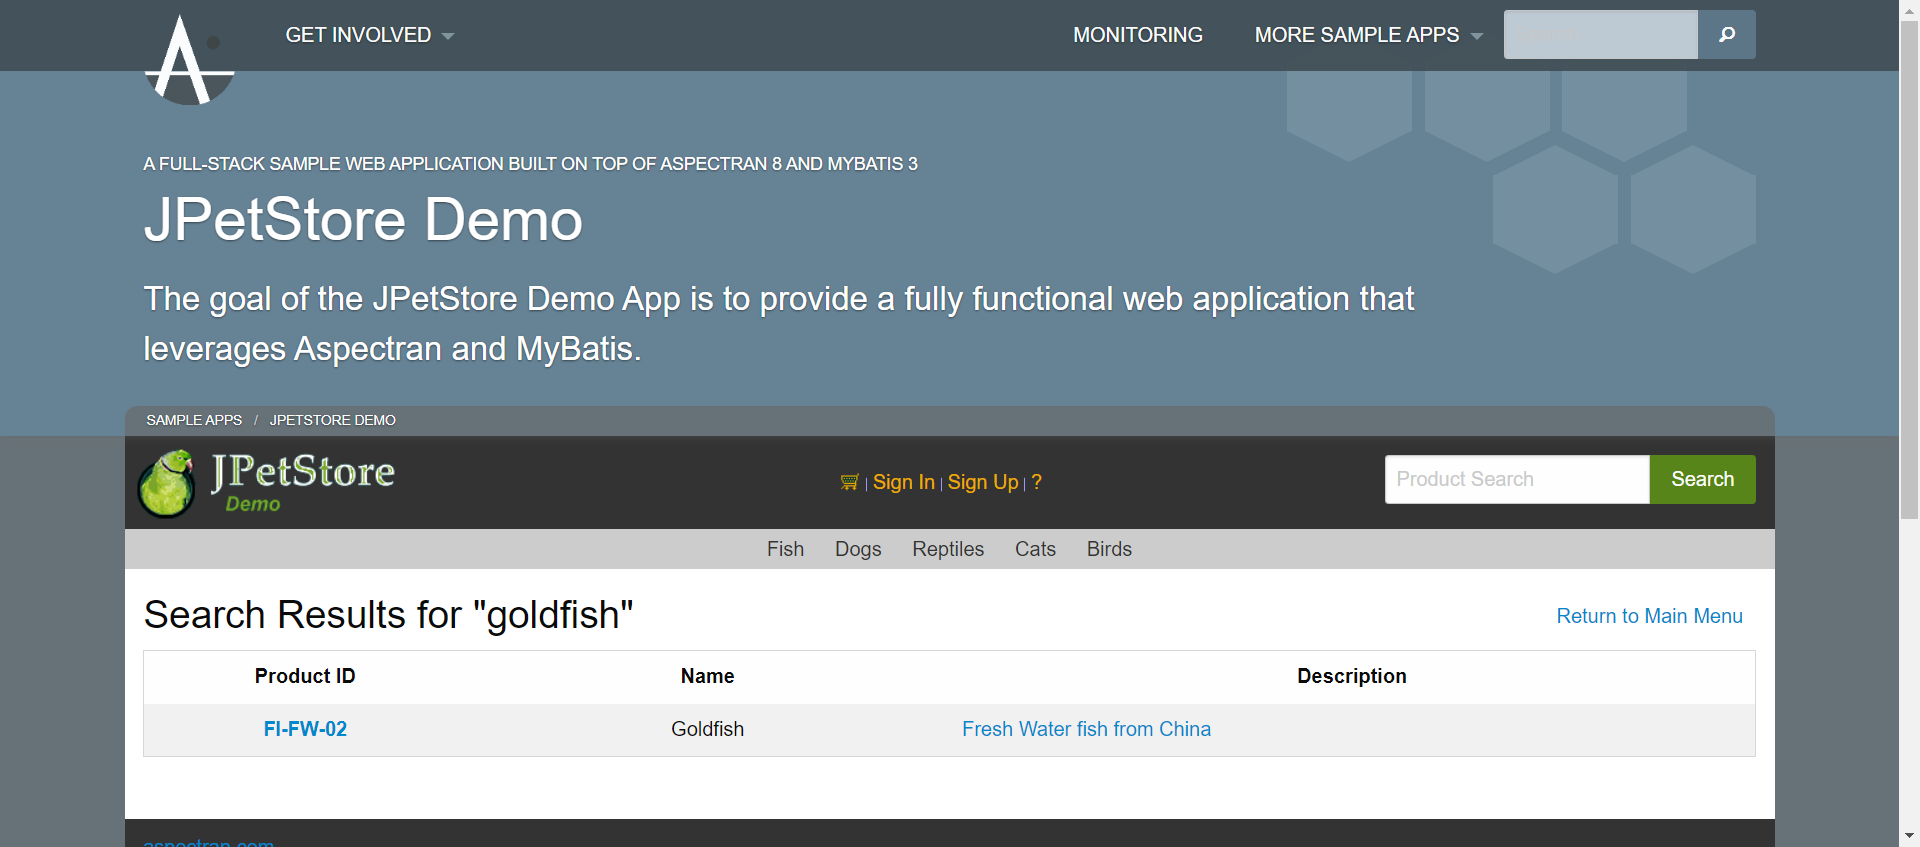 GET INVOLVED
MONITORING
MORE SAMPLE APPS
A FULL-STACK SAMPLE WEB APPLICATION BUILT ON TOP OF ASPECTRAN 8 AND MYBATIS 3
JPetStore Demo
The goal of the JPetStore Demo App is to provide a fully functional web application that
leverages Aspectran and MyBatis.
SAMPLE APPS / JPETSTORE DEMO
JPetStore
Demo
| Sign In | Sign Up | ?
Product Search
Search
Fish Dogs Reptiles Cats Birds
Search Results for "goldfish"
Return to Main Menu
Product ID Name Description
FI-FW-02 Goldfish Fresh Water fish from China
aspectran.com